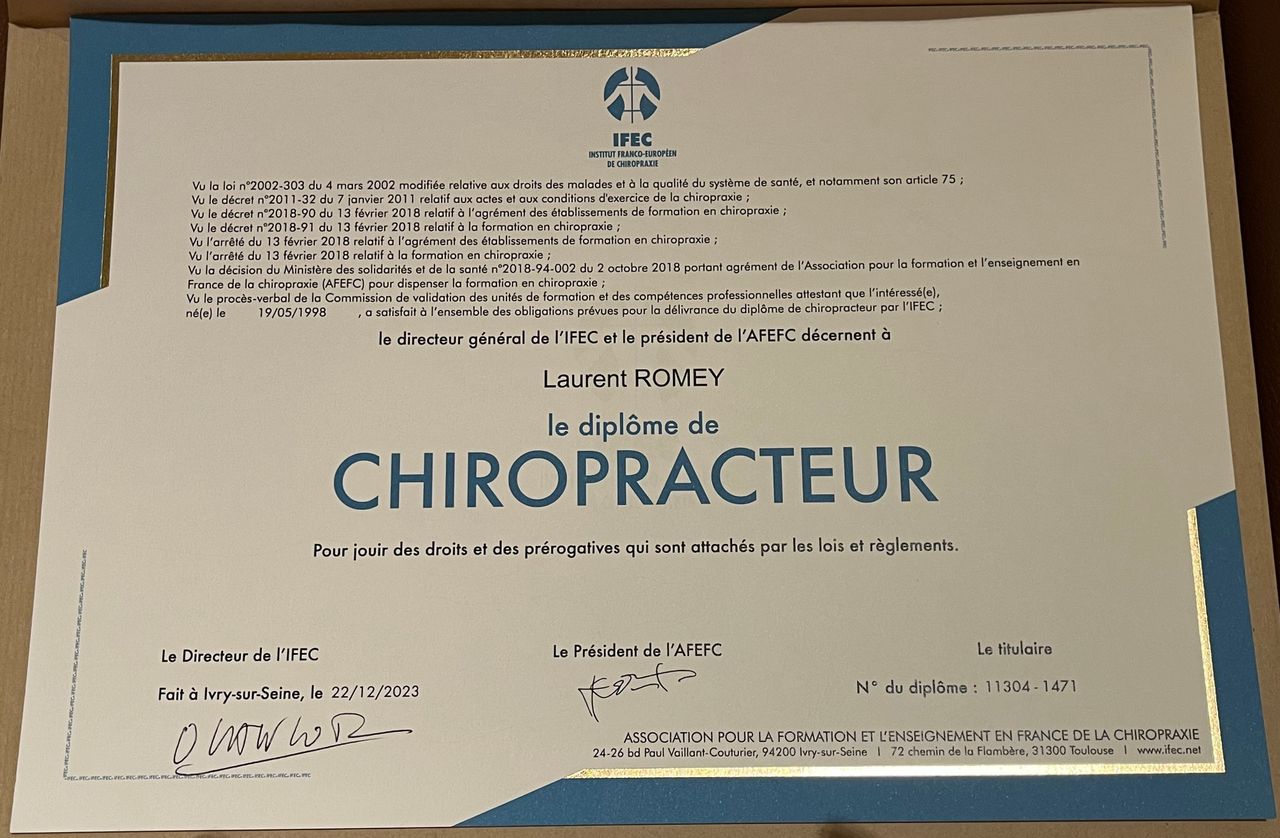 IFEC
INSTITUT FRANCO-EUROPÉEN
DE CHIROPRAXIE
Vu la loi n°2002-303 du 4 mars 2002 modifiée relative aux droits des malades et à la qualité du système de santé, et notamment son article 75 ;
Vu le décret n°2011-32 du 7 janvier 2011 relatif aux actes et aux conditions d'exercice de la chiropraxie ;
Vu le décret n°2018-90 du 13 février 2018 relatif à l'agrément des établissements de formation en chiropraxie ;
Vu le décret n°2018-91 du 13 février 2018 relatif à la formation en chiropraxie ;
Vu l'arrêté du 13 février 2018 relatif à l'agrément des établissements de formation en chiropraxie ;
Vu l'arrêté du 13 février 2018 relatif à la formation en chiropraxie ;
Vu la décision du Ministère des solidarités et de la santé n°2018-94-002 du 2 octobre 2018 portant agrément de l'Association pour la formation et l'enseignement en
France de la chiropraxie (AFEFC) pour dispenser la formation en chiropraxie ;
Vu le procès-verbal de la Commission de validation des unités de formation et des compétences professionnelles attestant que l'intéressé(e),
né(e) le 19/05/1998 , a satisfait à l'ensemble des obligations prévues pour la délivrance du diplôme de chiropracteur par l'IFEC ;
le directeur général de l'IFEC et le président de l'AFEFC décernent à
Laurent ROMEY
le diplôme de
CHIROPRACTEUR
Pour jouir des droits et des prérogatives qui sont attachés par les lois et règlements.
Le Directeur de l'IFEC
Le Président de l'AFEFC
Le titulaire
Fait à Ivry-sur-Seine, le 22/12/2023
N° du diplôme : 11304-1471
ASSOCIATION POUR LA FORMATION ET L'ENSEIGNEMENT EN FRANCE DE LA CHIROPRAXIE
24-26 bd Paul Vaillant-Couturier, 94200 Ivry-sur-Seine | 72 chemin de la Flambère, 31300 Toulouse | www.ifec.net